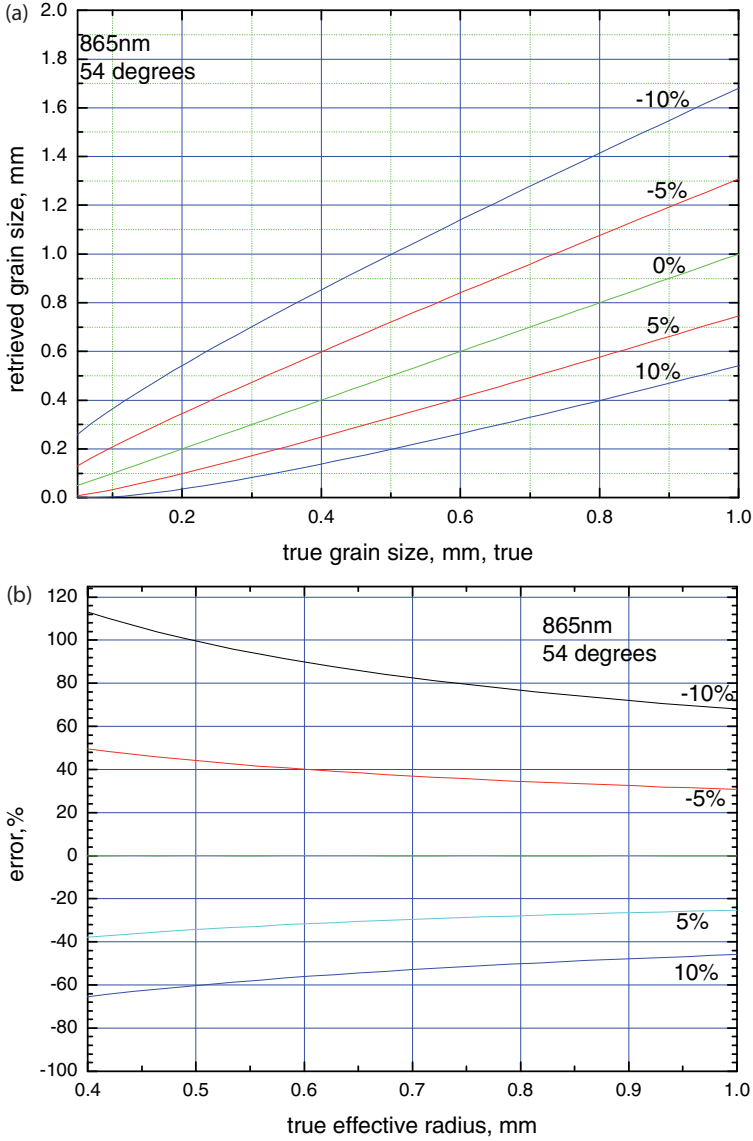 (a)
2.0
865nm
54 degrees
1.8
1.6
-10%
1.4
1.2
-5%
1.0
0%
0.8
5%
0.6
10%
0.4
0.2
0.0
retrieved grain size, mm
0.2 0.4 0.6 0.8 1.0
true grain size, mm, true
(b)
120
865nm
54 degrees
100
80
-10%
60
40
-5%
20
0
-20
5%
-40
-60
10%
-80
-100
error,%
0.4 0.5 0.6 0.7 0.8 0.9 1.0
true effective radius, mm